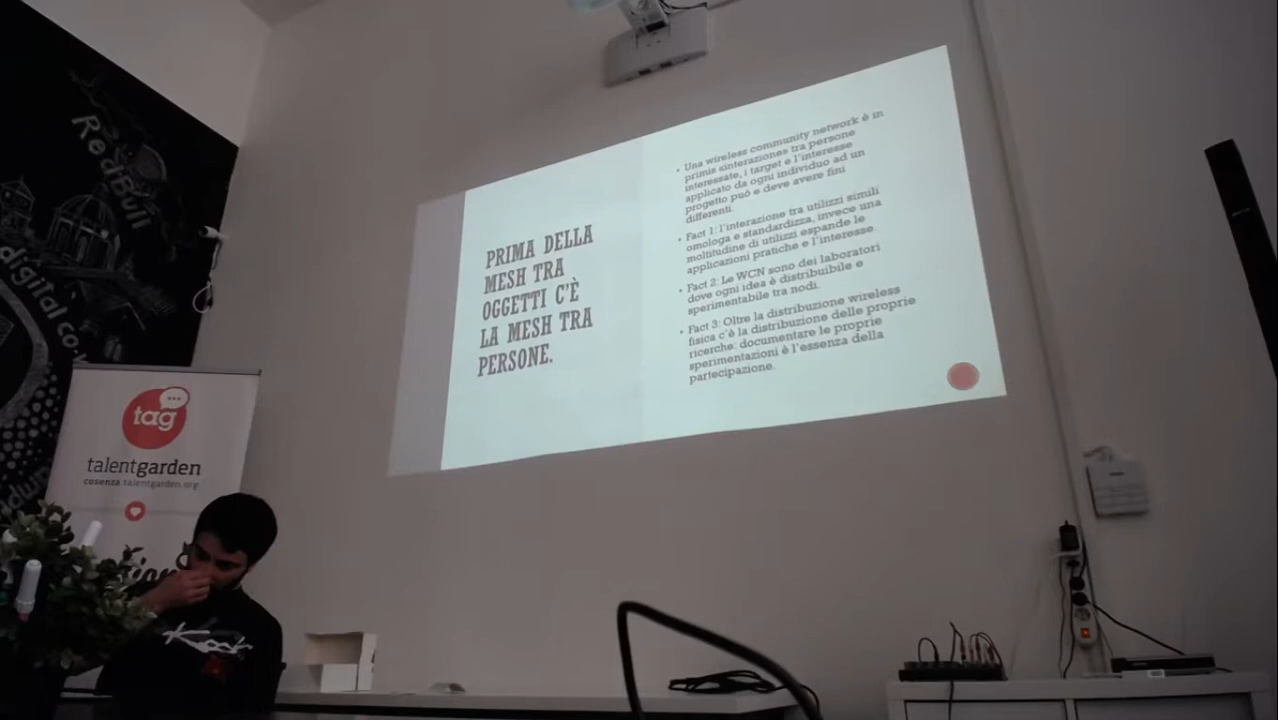 RedBull
digital co
tag
talentgarden
cosenza.talentgarden.org
PRIMA DELLA
MESH TRA
OGGETTI C'È
LA MESH TRA
PERSONE.
• Una wireless community network è in
primis «interazione» tra persone
interessate, i target e l'interesse
applicato da ogni individuo ad un
progetto può e deve avere fini
differenti.
• Fact 1: l'interazione tra utilizzi simili
omologa e standardizza, invece una
moltitudine di utilizzi espande le
applicazioni pratiche e l'interesse.
• Fact 2: Le WCN sono dei laboratori
dove ogni idea è distribuibile e
sperimentabile tra nodi.
• Fact 3: Oltre la distribuzione wireless
fisica c'è la distribuzione delle proprie
ricerche: documentare le proprie
sperimentazioni è l'essenza della
partecipazione.